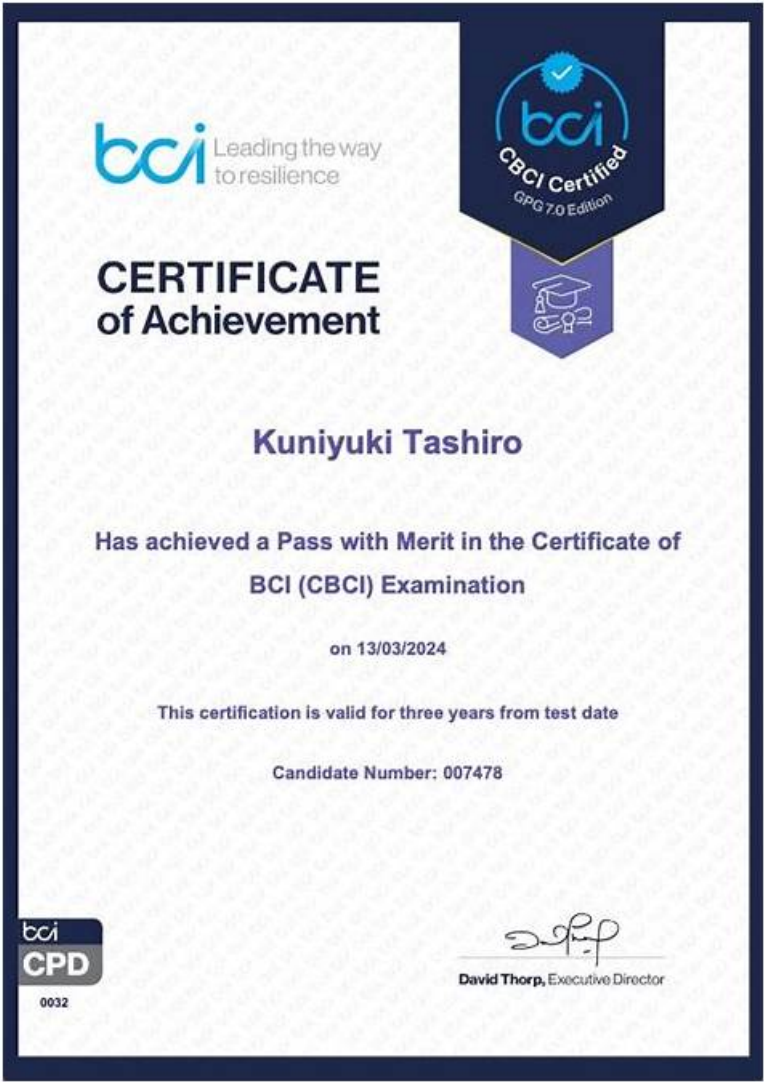 bci Leading the way
to resilience
bci
CBCI Certified
GPG 7.0 Edition
CERTIFICATE
of Achievement
Kuniyuki Tashiro
Has achieved a Pass with Merit in the Certificate of
BCI (CBCI) Examination
on 13/03/2024
This certification is valid for three years from test date
Candidate Number: 007478
bci
CPD
0032
David Thorp, Executive Director